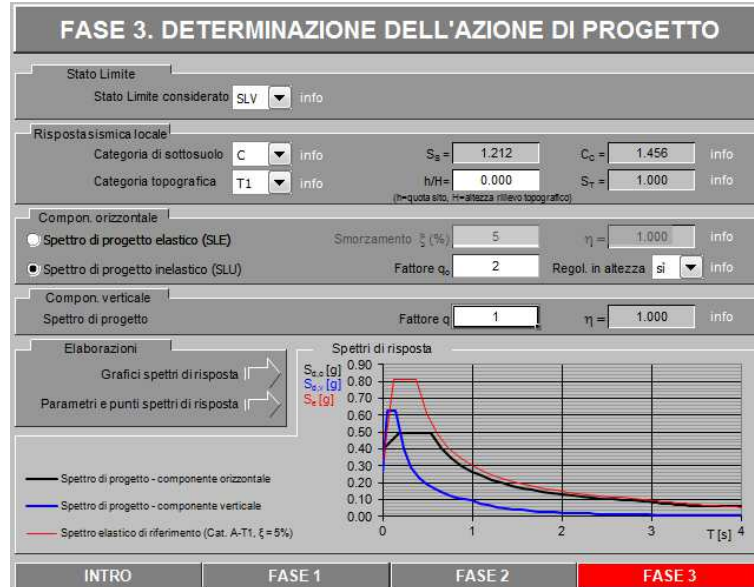 FASE 3. DETERMINAZIONE DELL'AZIONE DI PROGETTO
Stato Limite
Stato Limite considerato SLV info
Risposta sismica locale
Categoria di sottosuolo C info SS = 1.212 CC = 1.456 info
Categoria topografica T1 info h/H= 0.000 ST = 1.000 info
(h=quota sito, H=altezza rilievo topografico)
Compon. orizzontale
Spettro di progetto elastico (SLE) Smorzamento ξ (%) 5 η = 1.000 info
Spettro di progetto inelastico (SLU) Fattore qo 2 Regol. in altezza sì info
Compon. verticale
Spettro di progetto Fattore q 1 η = 1.000 info
Elaborazioni
Grafici spettri di risposta
Parametri e punti spettri di risposta
Spettri di risposta
Sd,o [g]
Sd,v [g]
Se [g]
0.90
0.80
0.70
0.60
0.50
0.40
0.30
0.20
0.10
0.00
0 1 2 3 4
T [s]
Spettro di progetto - componente orizzontale
Spettro di progetto - componente verticale
Spettro elastico di riferimento (Cat. A-T1, ξ = 5%)
INTRO FASE 1 FASE 2 FASE 3